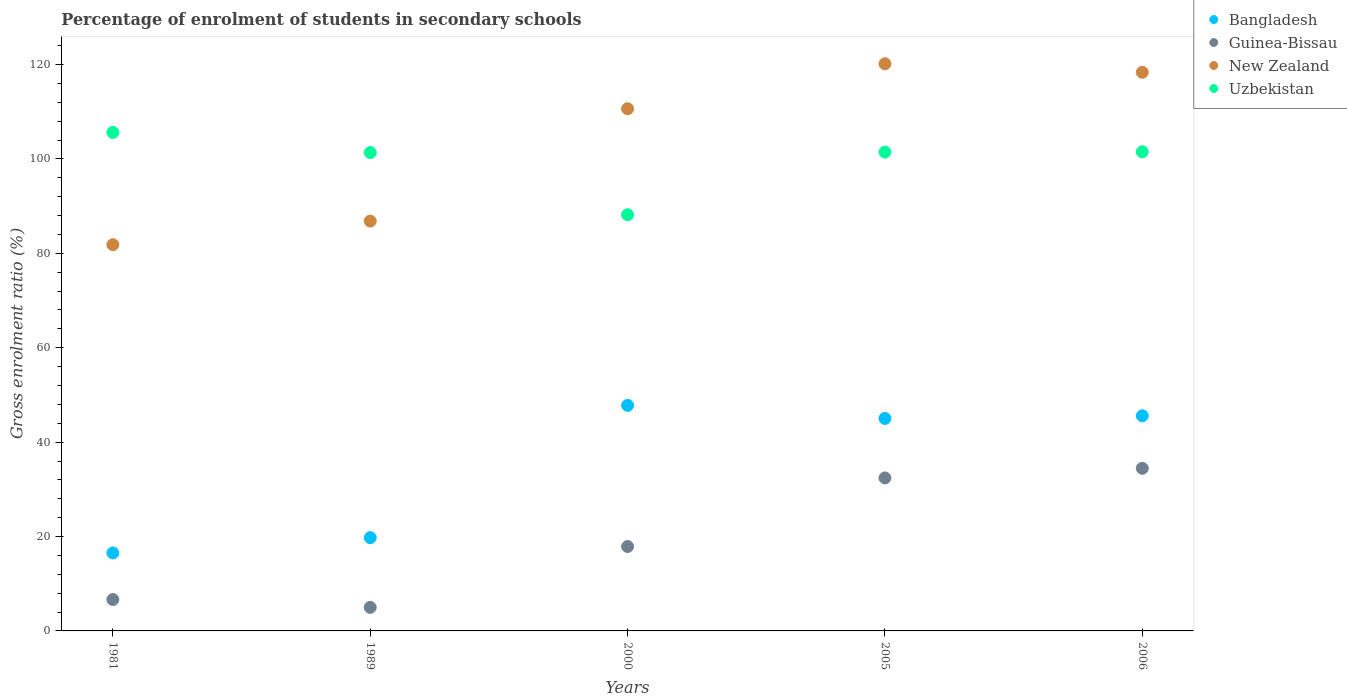 Percentage of enrolment of students in secondary schools
Bangladesh
Guinea-Bissau
New Zealand
Uzbekistan
Gross enrolment ratio (%)
120
100
80
60
40
20
0
1981
1989
2000
2005
2006
Years